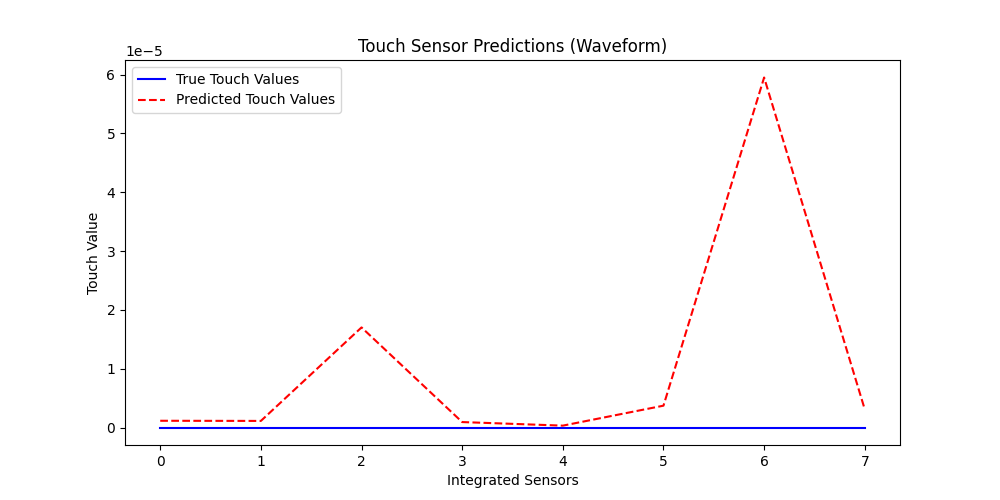 Touch Sensor Predictions (Waveform)
1e−5
True Touch Values
Predicted Touch Values
6
5
4
3
2
1
0
Touch Value
0 1 2 3 4 5 6 7
Integrated Sensors